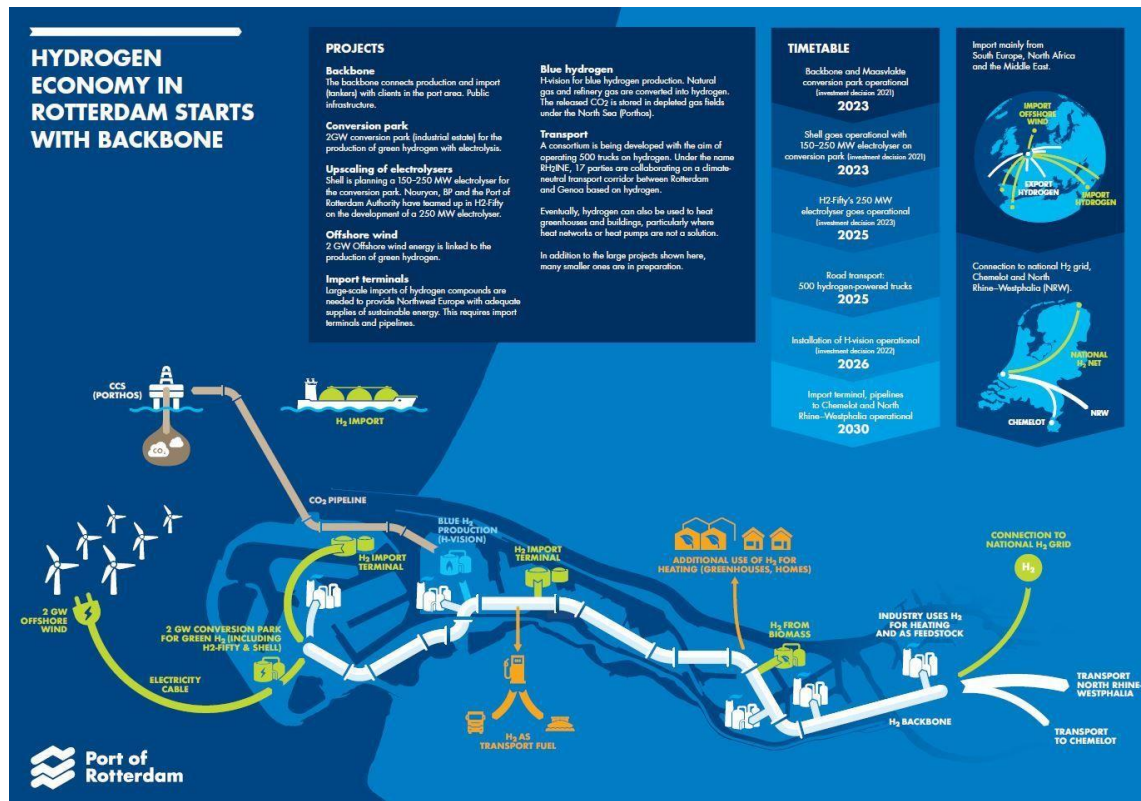 HYDROGEN
ECONOMY IN
ROTTERDAM STARTS
WITH BACKBONE
PROJECTS
Backbone
The backbone connects production and import
(tankers) with clients in the port area. Public
infrastructure.
Conversion park
2GW conversion park (industrial estate) for the
production of green hydrogen with electrolysis.
Upscaling of electrolysers
Shell is planning a 150–250 MW electrolyser for
the conversion park. Nouryon, BP and the Port of
Rotterdam Authority have teamed up in H2-Fifty
on the development of a 250 MW electrolyser.
Offshore wind
2 GW Offshore wind energy is linked to the
production of green hydrogen.
Import terminals
Large-scale imports of hydrogen compounds are
needed to provide Northwest Europe with adequate
supplies of sustainable energy. This requires import
terminals and pipelines.
Blue hydrogen
H-vision for blue hydrogen production. Natural
gas and refinery gas are converted into hydrogen.
The released CO₂ is stored in depleted gas fields
under the North Sea (Porthos).
Transport
A consortium is being developed with the aim of
operating 500 trucks on hydrogen. Under the name
RH₂INE, 17 parties are collaborating on a climate-
neutral transport corridor between Rotterdam
and Genoa based on hydrogen.
Eventually, hydrogen can also be used to heat
greenhouses and buildings, particularly where
heat networks or heat pumps are not a solution.
In addition to the large projects shown here,
many smaller ones are in preparation.
TIMETABLE
Backbone and Maasvlakte
conversion park operational
(investment decision 2021)
2023
Shell goes operational with
150–250 MW electrolyser on
conversion park (investment decision 2021)
2023
H2-Fifty's 250 MW
electrolyser goes operational
(investment decision 2023)
2025
Road transport:
500 hydrogen-powered trucks
2025
Installation of H-vision operational
(investment decision 2022)
2026
Import terminal, pipelines
to Chemelot and North
Rhine–Westphalia operational
2030
Import mainly from
South Europe, North Africa
and the Middle East.
IMPORT
OFFSHORE
WIND
EXPORT
HYDROGEN
IMPORT
HYDROGEN
Connection to national H₂ grid,
Chemelot and North
Rhine–Westphalia (NRW).
NATIONAL
H₂ NET
NRW
CHEMELOT
CCS
(PORTHOS)
CO₂
H₂ IMPORT
CO₂ PIPELINE
H₂ IMPORT
TERMINAL
BLUE H₂
PRODUCTION
(H-VISION)
H₂ IMPORT
TERMINAL
ADDITIONAL USE OF H₂ FOR
HEATING (GREENHOUSES, HOMES)
CONNECTION TO
NATIONAL H₂ GRID
H₂
2 GW
OFFSHORE
WIND
2 GW CONVERSION PARK
FOR GREEN H₂ (INCLUDING
H2-FIFTY & SHELL)
ELECTRICITY
CABLE
H₂ FROM
BIOMASS
INDUSTRY USES H₂
FOR HEATING
AND AS FEEDSTOCK
H₂ AS
TRANSPORT FUEL
H₂ BACKBONE
TRANSPORT
NORTH RHINE-
WESTPHALIA
TRANSPORT
TO CHEMELOT
Port of
Rotterdam